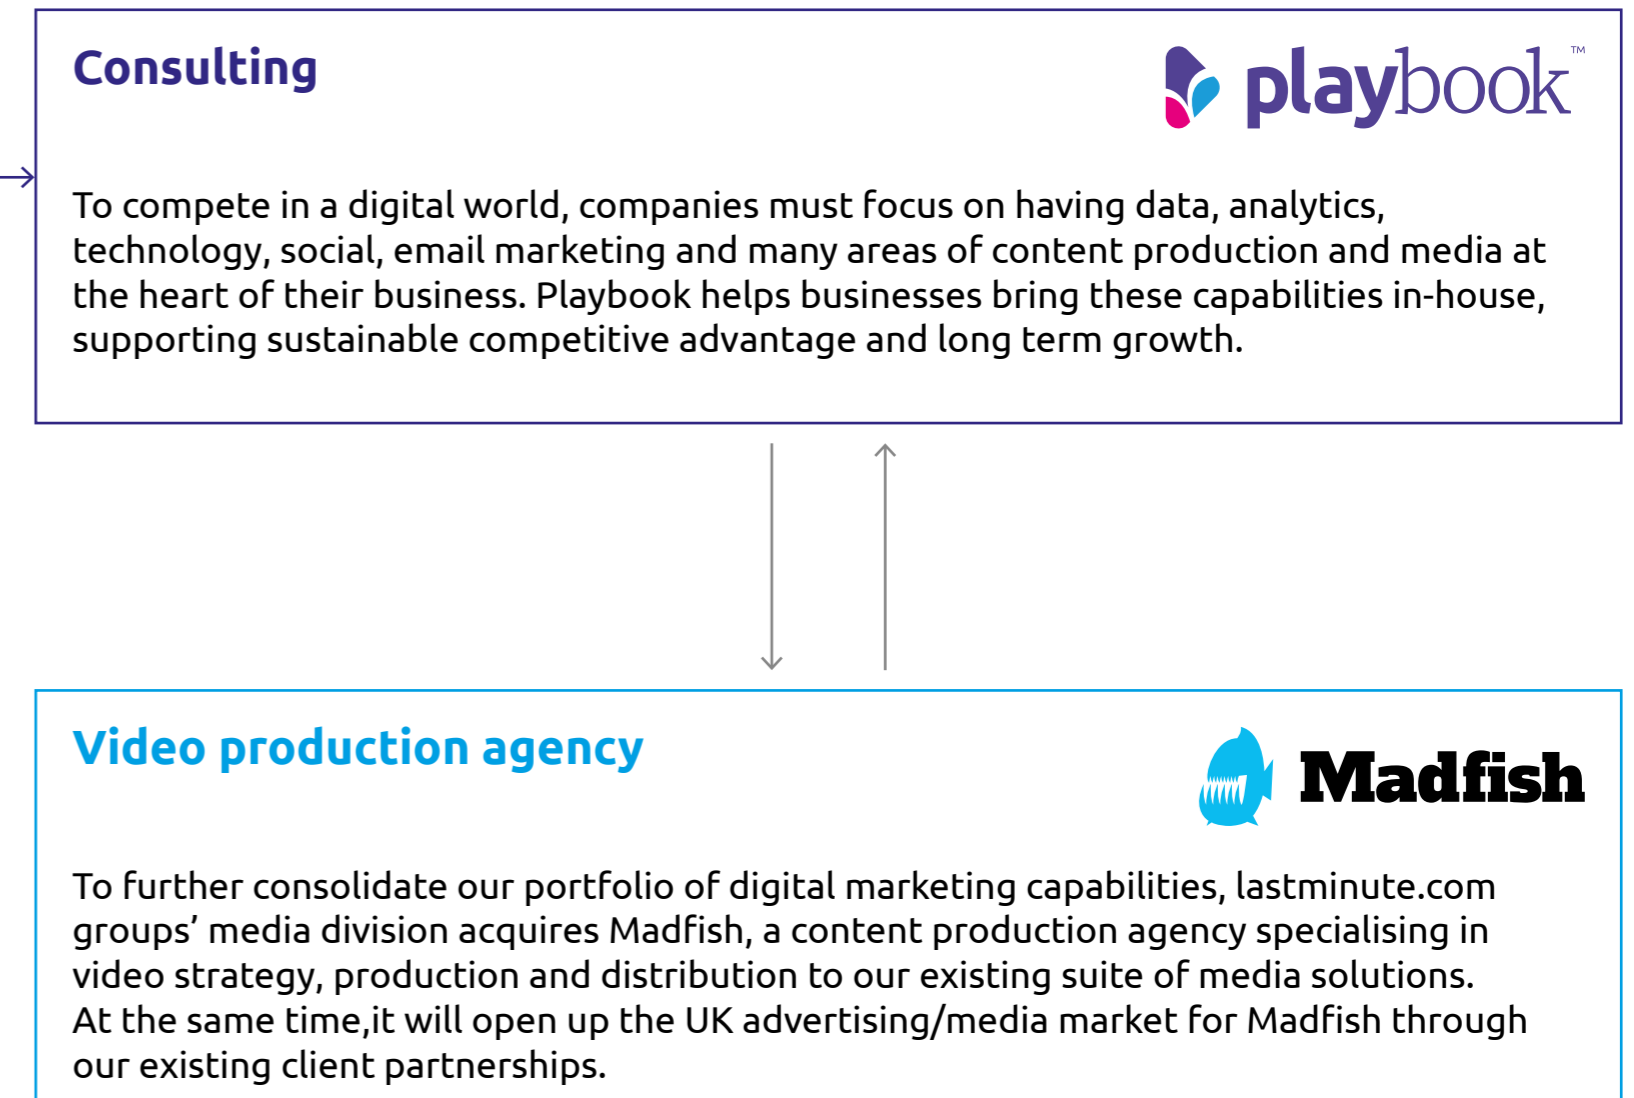 Consulting
playbook™
To compete in a digital world, companies must focus on having data, analytics,
technology, social, email marketing and many areas of content production and media at
the heart of their business. Playbook helps businesses bring these capabilities in-house,
supporting sustainable competitive advantage and long term growth.
Video production agency
Madfish
To further consolidate our portfolio of digital marketing capabilities, lastminute.com
groups’ media division acquires Madfish, a content production agency specialising in
video strategy, production and distribution to our existing suite of media solutions.
At the same time,it will open up the UK advertising/media market for Madfish through
our existing client partnerships.